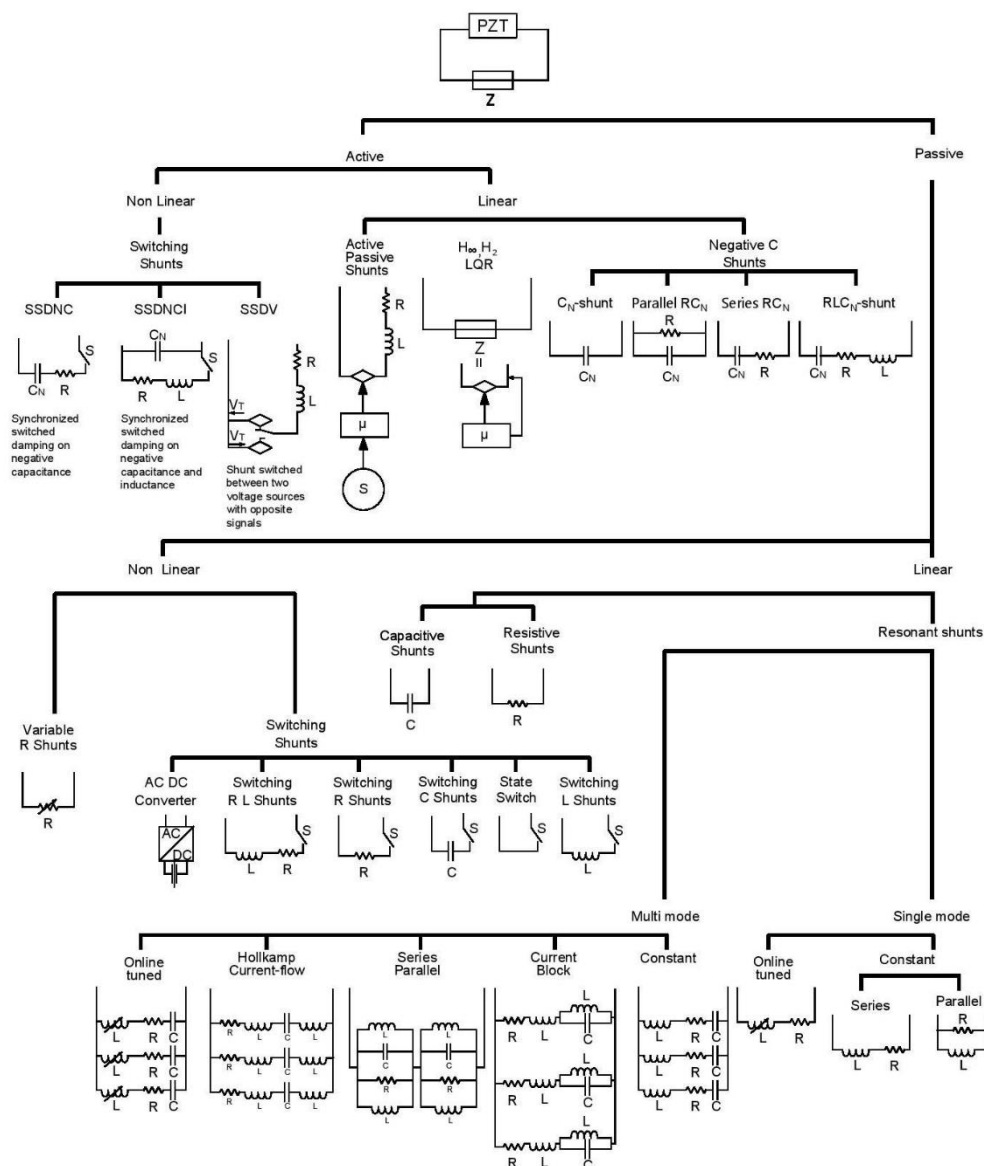 PZT
Z
Active
Passive
Non Linear
Linear
Switching
Shunts
Active
Passive
Shunts
H∞,H2
LQR
Negative C
Shunts
SSDNC
SSDNCI
SSDV
CN-shunt
Parallel RCN
Series RCN
RLCN-shunt
S
CN
R
Synchronized
switched
damping on
negative
capacitance
CN
S
R
L
Synchronized
switched
damping on
negative
capacitance and
inductance
R
L
VT
VT
Shunt switched
between two
voltage sources
with opposite
signals
R
L
μ
S
Z
=
μ
CN
R
CN
CN
R
CN
R
L
Non Linear
Linear
Capacitive
Shunts
C
Resistive
Shunts
R
Resonant shunts
Variable
R Shunts
R
Switching
Shunts
AC DC
Converter
AC
DC
Switching
R L Shunts
S
L
R
Switching
R Shunts
S
R
Switching
C Shunts
S
C
State
Switch
S
Switching
L Shunts
S
L
Multi mode
Single mode
Online
tuned
L
R
C
L
R
C
L
R
C
Hollkamp
Current-flow
R
L
C
L
R
L
C
L
R
L
C
L
Series
Parallel
L
C
R
L
L
C
R
L
Current
Block
L
R
L
C
L
R
L
C
L
R
L
C
Constant
L
R
C
L
R
C
L
R
C
Online
tuned
L
R
Constant
Series
L
R
Parallel
R
L